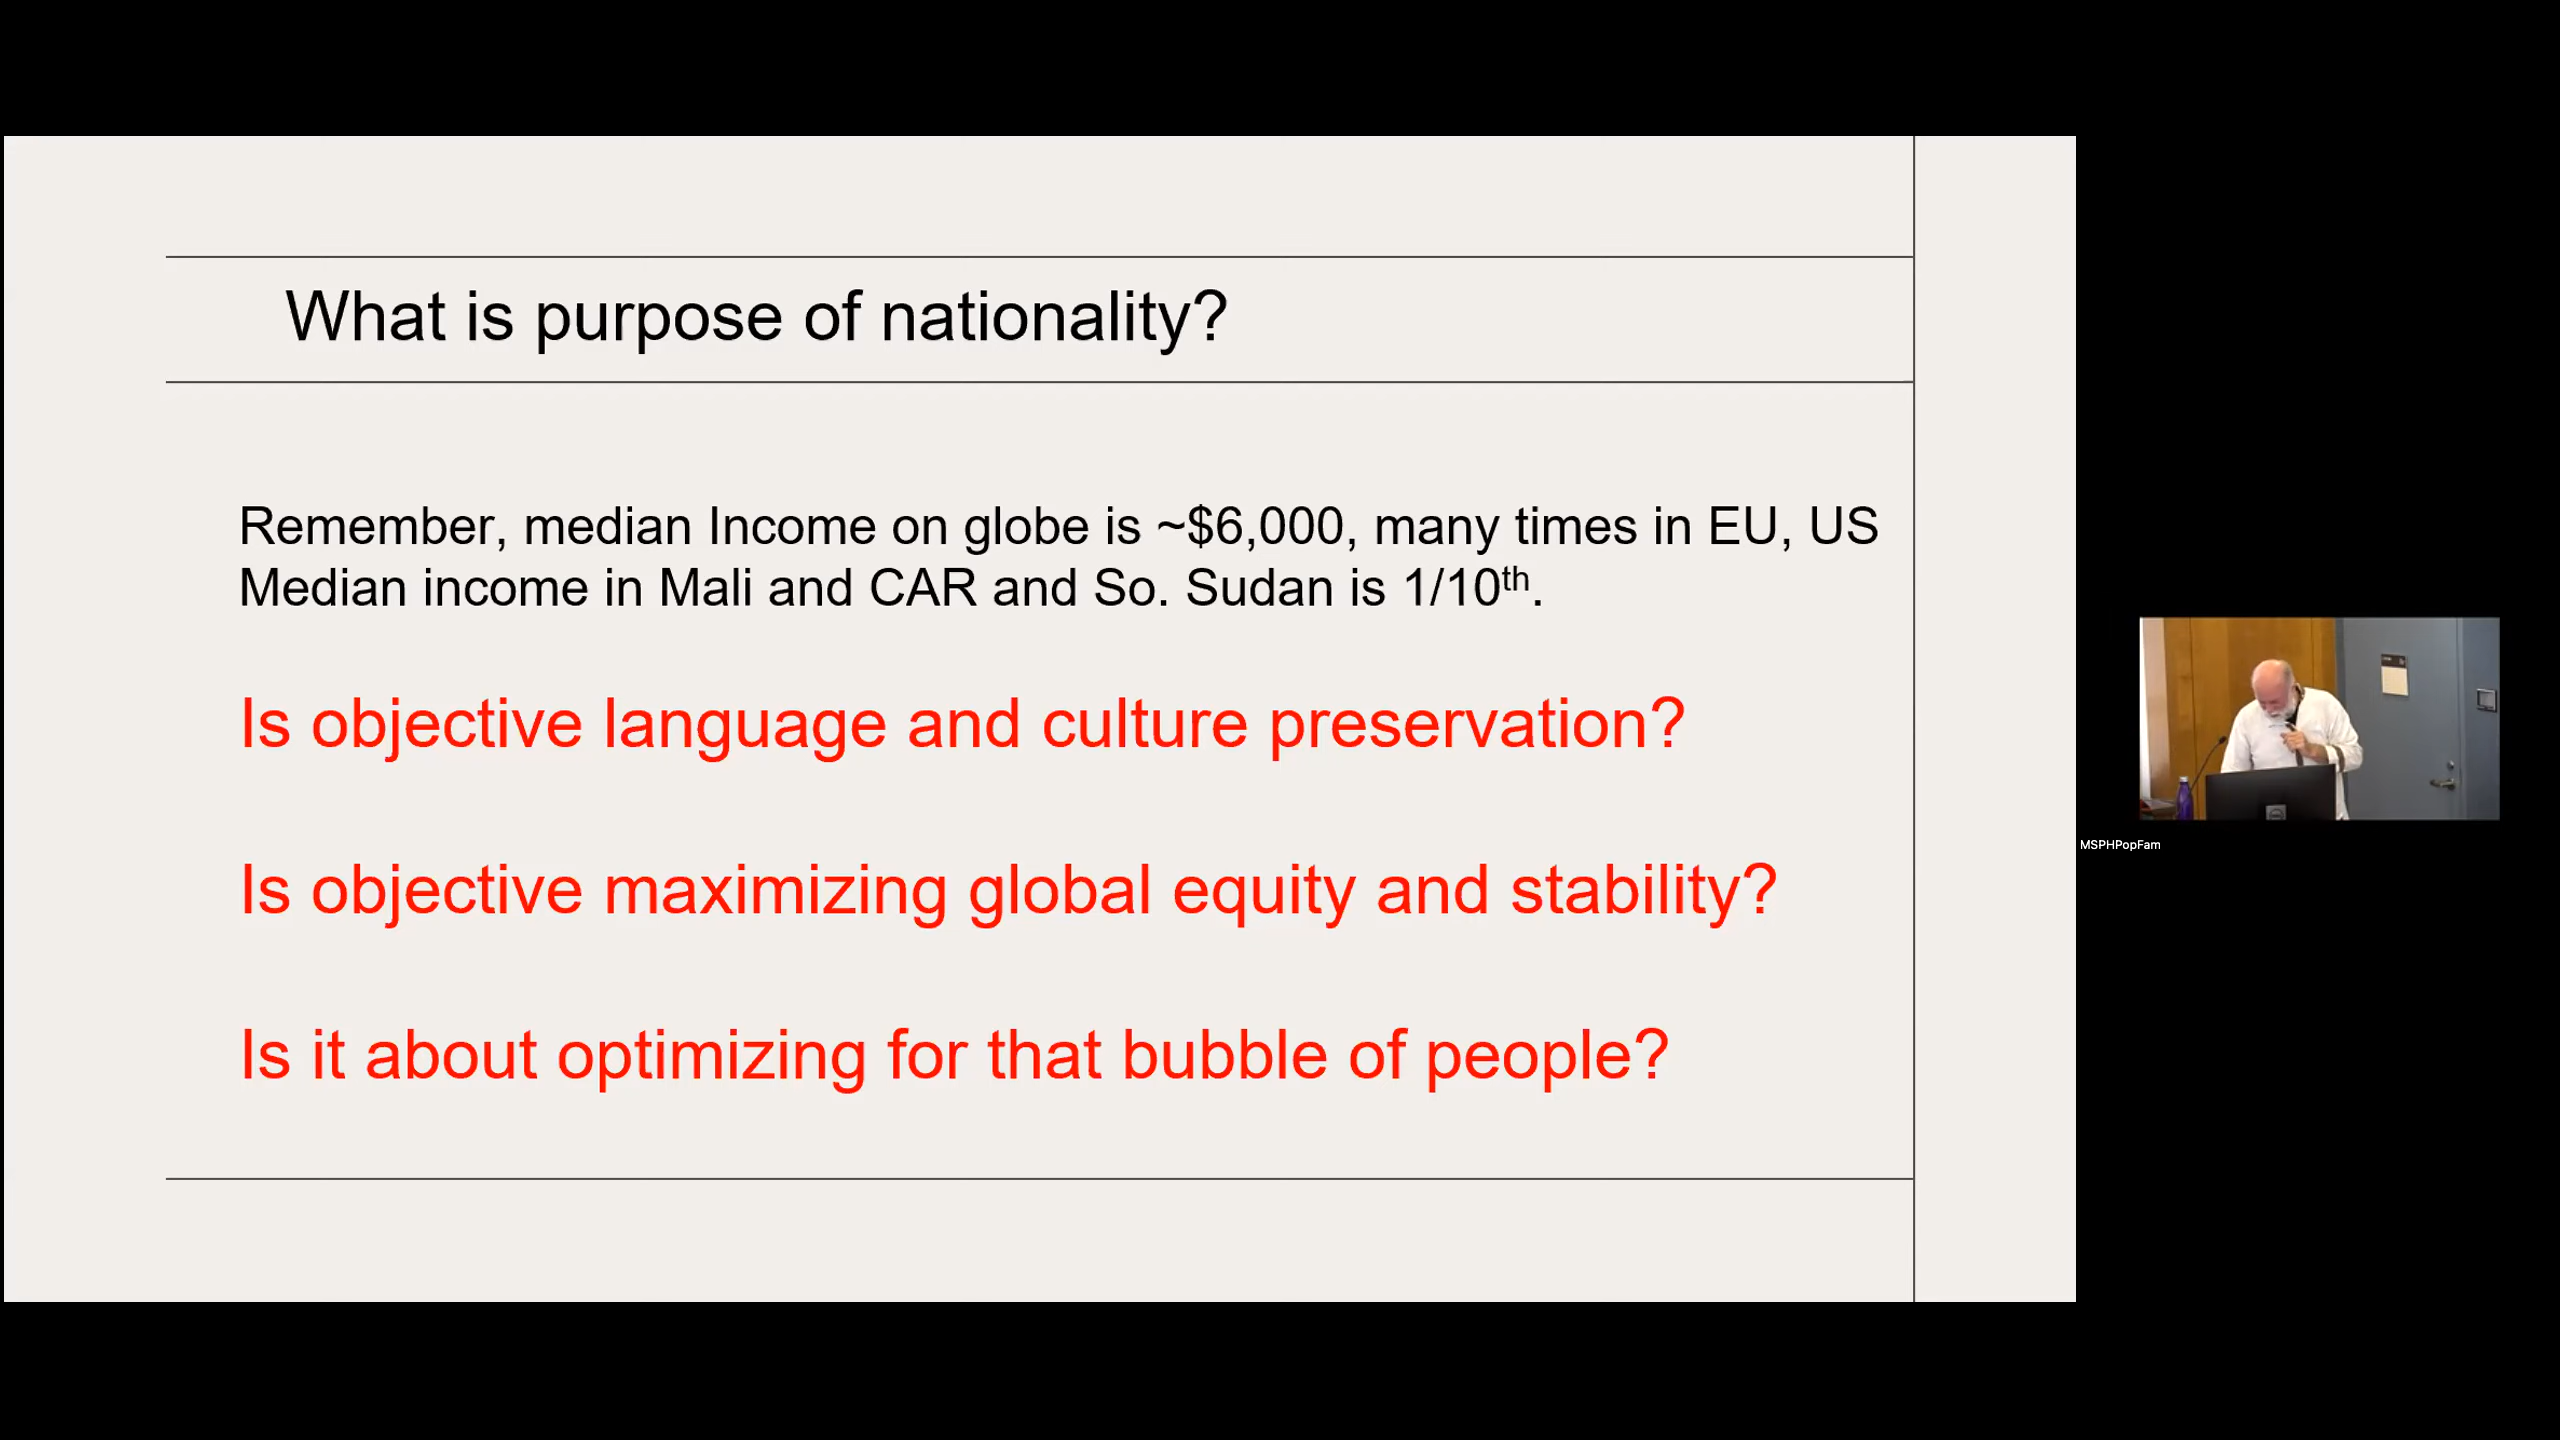 What is purpose of nationality?
Remember, median Income on globe is ~$6,000, many times in EU, US
Median income in Mali and CAR and So. Sudan is 1/10th.
Is objective language and culture preservation?
Is objective maximizing global equity and stability?
Is it about optimizing for that bubble of people?
MSPHPopFam